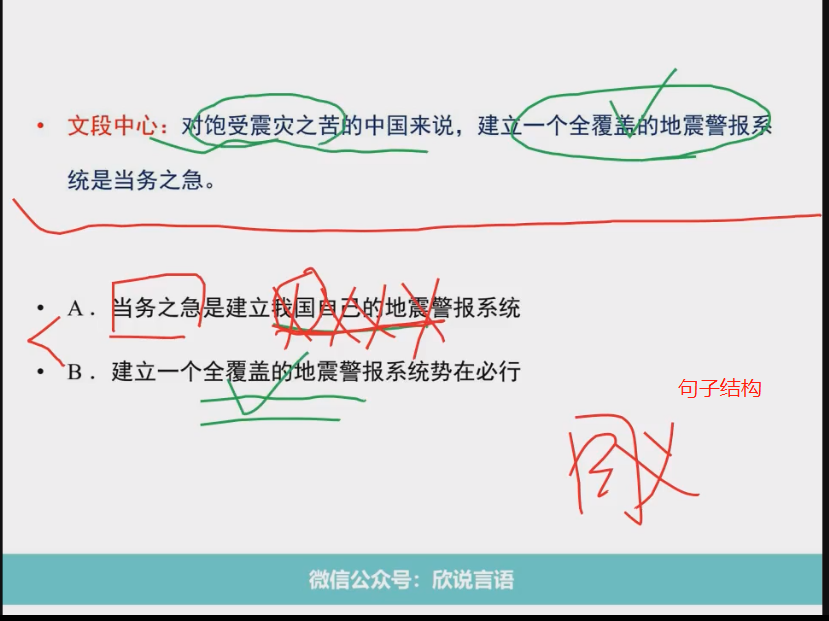 • 文段中心：对饱受震灾之苦的中国来说，建立一个全覆盖的地震警报系
统是当务之急。
• A．当务之急是建立我国自己的地震警报系统
• B．建立一个全覆盖的地震警报系统势在必行
句子结构
同义
微信公众号：欣说言语